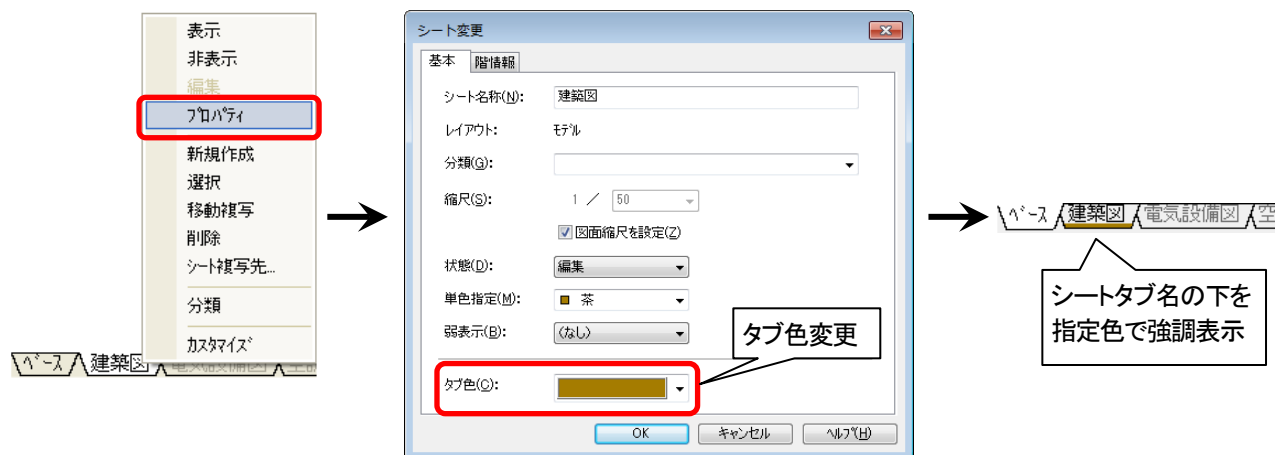 表示
非表示
編集
ﾌﾟﾛﾊﾟﾃｨ
新規作成
選択
移動複写
削除
ｼｰﾄ複写先...
分類
ｶｽﾀﾏｲｽﾞ
ﾍﾞｰｽ 建築図 電気設備図
シート変更
基本 階情報
シート名称(N): 建築図
レイアウト: ﾓﾃﾞﾙ
分類(G):
縮尺(S): 1 ／ 50
図面縮尺を設定(Z)
状態(D): 編集
単色指定(M): 茶
弱表示(B): (なし)
タブ色変更
タブ色(C):
OK キャンセル ﾍﾙﾌﾟ(H)
ﾍﾞｰｽ 建築図 電気設備図 空
シートタブ名の下を
指定色で強調表示